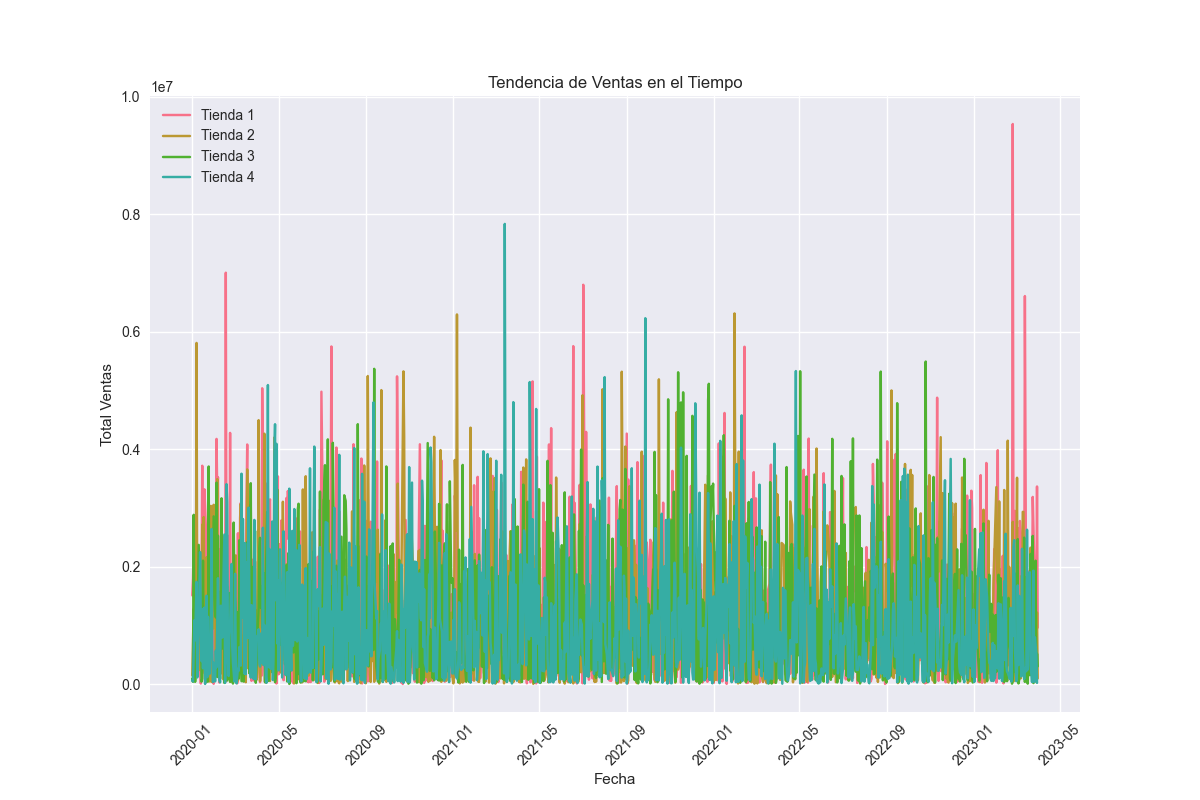 Tendencia de Ventas en el Tiempo
1e7
1.0
0.8
0.6
0.4
0.2
0.0
Total Ventas
Tienda 1
Tienda 2
Tienda 3
Tienda 4
2020-01
2020-05
2020-09
2021-01
2021-05
2021-09
2022-01
2022-05
2022-09
2023-01
2023-05
Fecha